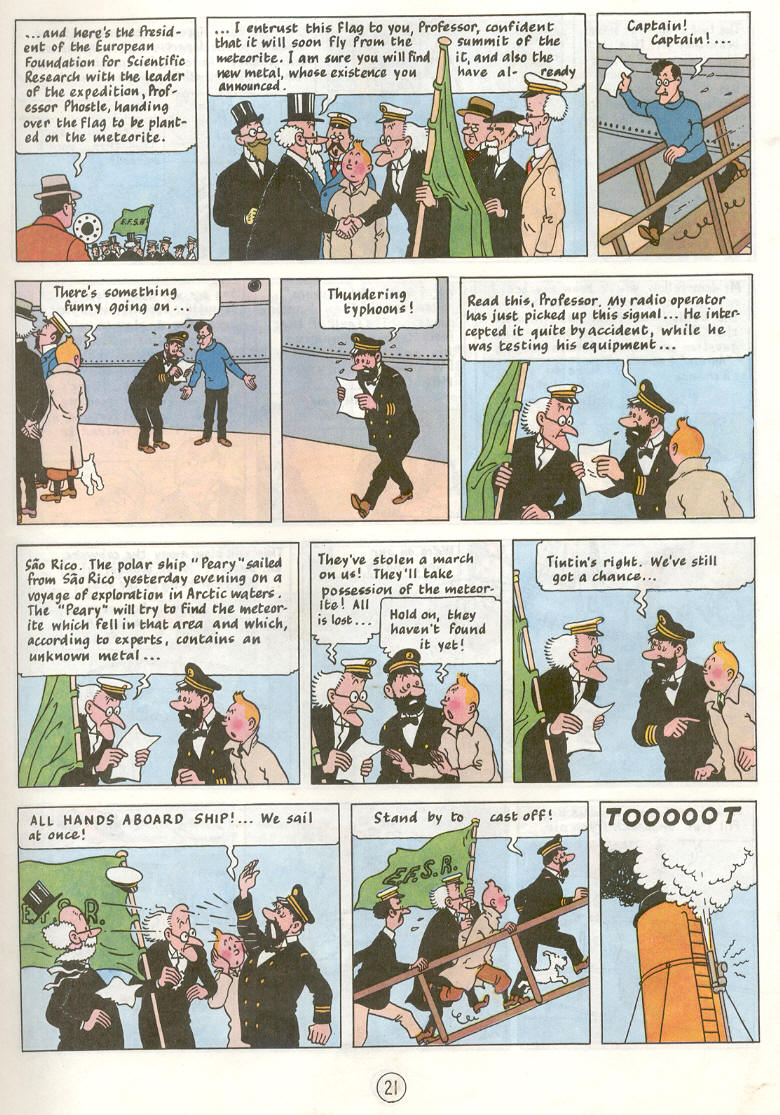 ...and here's the Presid-
ent of the European
Foundation for Scientific
Research with the leader
of the expedition, Prof-
essor Phostle, handing
over the flag to be plant-
ed on the meteorite.
E.F.S.R.
... I entrust this flag to you, Professor, confident
that it will soon fly from the summit of the
meteorite. I am sure you will find it, and also the
new metal, whose existence you have al- ready
announced.
Captain!
Captain!...
There's something
funny going on...
Thundering
typhoons!
Read this, Professor. My radio operator
has just picked up this signal... He inter-
cepted it quite by accident, while he
was testing his equipment...
São Rico. The polar ship "Peary" sailed
from São Rico yesterday evening on a
voyage of exploration in Arctic waters.
The "Peary" will try to find the meteor-
ite which fell in that area and which,
according to experts, contains an
unknown metal...
They've stolen a march
on us! They'll take
possession of the meteor-
ite! All
is lost...
Hold on, they
haven't found
it yet!
Tintin's right. We've still
got a chance...
ALL HANDS ABOARD SHIP!... We sail
at once!
E.F.S.R.
Stand by to cast off!
E.F.S.R.
TOOOOOT
21